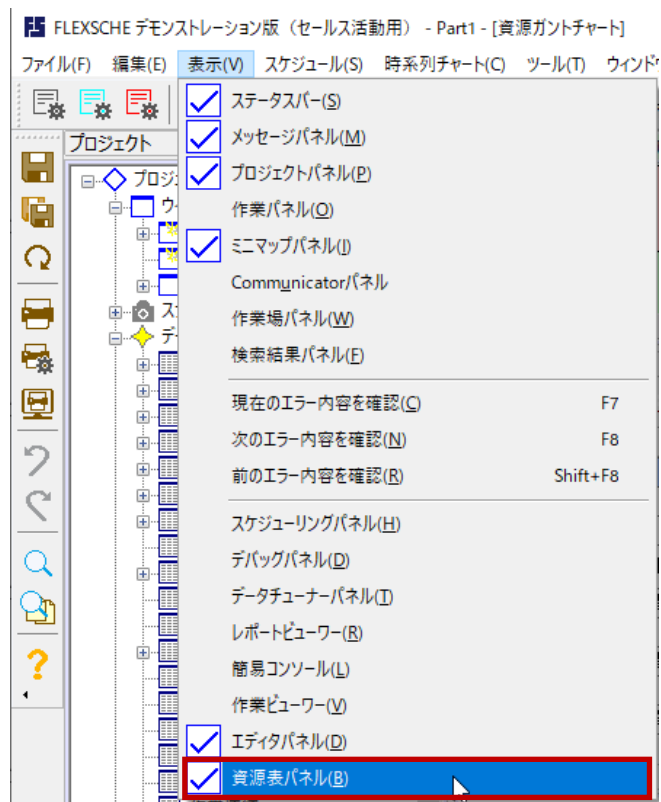 FLEXSCHE デモンストレーション版（セールス活動用） - Part1 - [資源ガントチャート]
ファイル(F) 編集(E) 表示(V) スケジュール(S) 時系列チャート(C) ツール(T) ウィンドウ
プロジェクト
ステータスバー(S)
メッセージパネル(M)
プロジェクトパネル(P)
作業パネル(O)
ミニマップパネル(I)
Communicatorパネル
作業場パネル(W)
検索結果パネル(F)
現在のエラー内容を確認(C) F7
次のエラー内容を確認(N) F8
前のエラー内容を確認(R) Shift+F8
スケジューリングパネル(H)
デバッグパネル(D)
データチューナーパネル(T)
レポートビューワー(R)
簡易コンソール(L)
作業ビューワー(V)
エディタパネル(D)
資源表パネル(B)